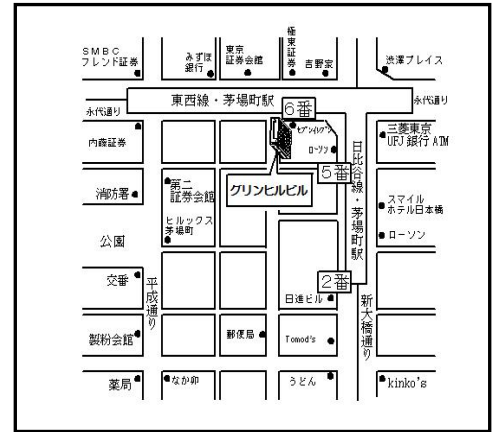 SMBC
フレンド証券
みずほ
銀行
東京
証券会館
極東証券
吉野家
渋澤プレイス
永代通り
東西線・茅場町駅
6番
永代通り
内藤証券
セブンイレブン
ローソン
三菱東京
UFJ銀行ATM
5番
日比谷線・茅場町駅
消防署
第二
証券会館
グリンヒルビル
スマイル
ホテル日本橋
ヒルックス
茅場町
ローソン
公園
交番
平成通り
2番
日進ビル
新大橋通り
製粉会館
郵便局
Tomod's
薬局
なか卯
うどん
kinko's